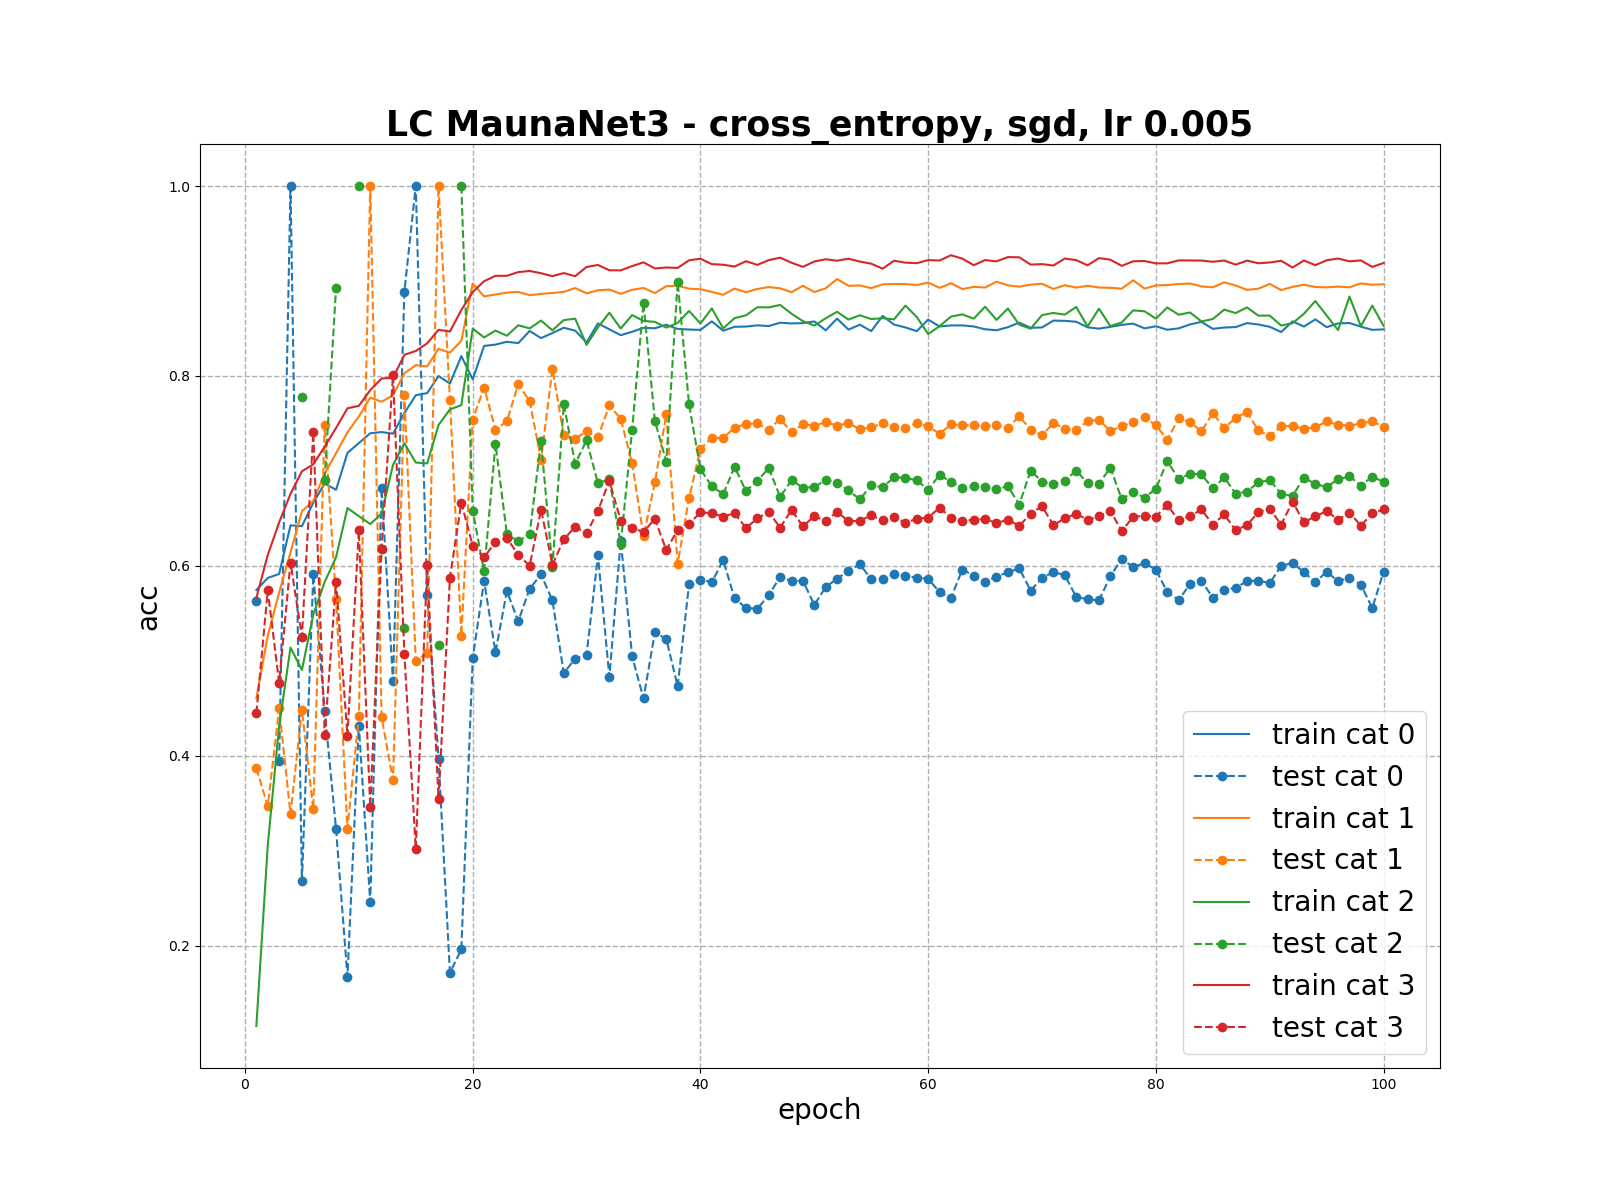 LC MaunaNet3 - cross_entropy, sgd, lr 0.005
1.0
0.8
0.6
0.4
0.2
acc
0 20 40 60 80 100
epoch
train cat 0
test cat 0
train cat 1
test cat 1
train cat 2
test cat 2
train cat 3
test cat 3